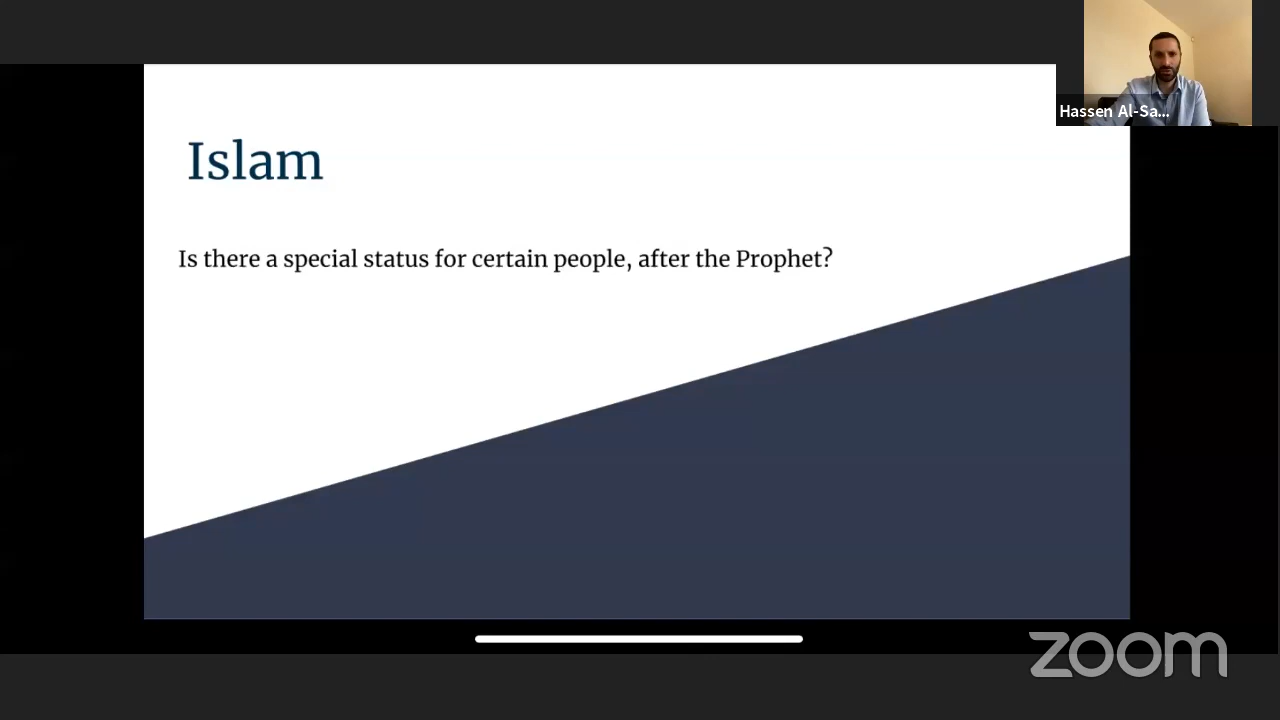 Hassen Al-Sa...
Islam
Is there a special status for certain people, after the Prophet?
zoom